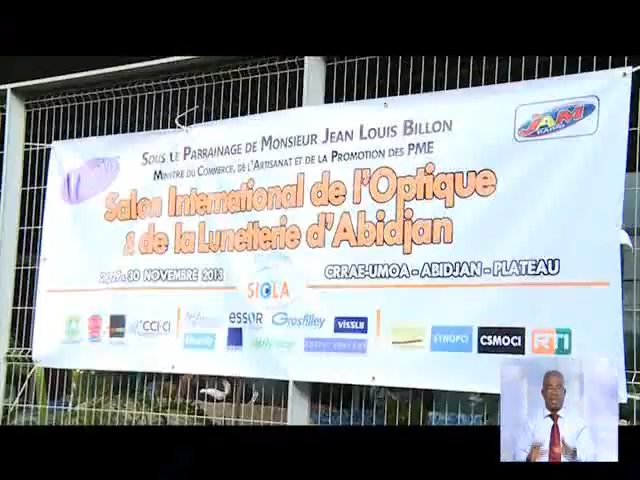 JAM
SOUS LE PARRAINAGE DE MONSIEUR JEAN LOUIS BILLON
MINISTRE DU COMMERCE, DE L'ARTISANAT ET DE LA PROMOTION DES PME
Salon International de l'Optique
& de la Lunetterie d'Abidjan
30 NOVEMBRE 2013
SIOLA
CRRAE-UMOA - ABIDJAN - PLATEAU
CCI-CI
essor
Grosfilley
VISSLU
SYNOPCI
CSMOCI
RTI